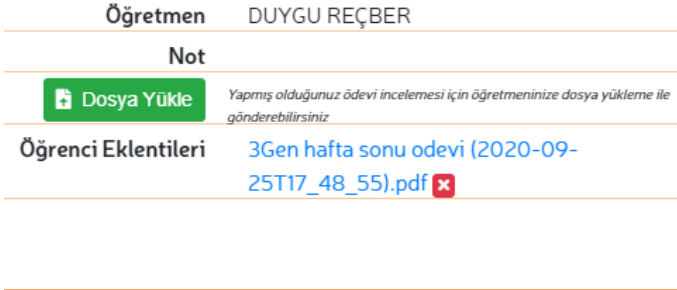 Öğretmen DUYGU REÇBER
Not
Dosya Yükle Yapmış olduğunuz ödevi incelemesi için öğretmeninize dosya yükleme ile
gönderebilirsiniz
Öğrenci Eklentileri 3Gen hafta sonu odevi (2020-09-
25T17_48_55).pdf